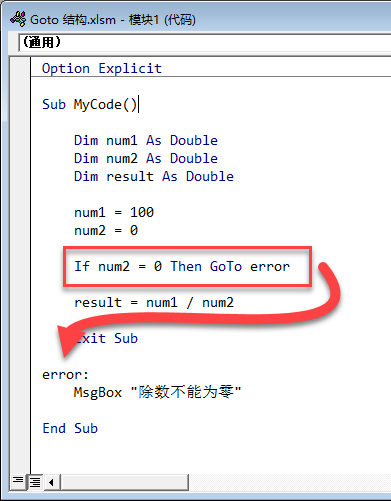 Goto 结构.xlsm - 模块1 (代码)
(通用)
Option Explicit
Sub MyCode()
Dim num1 As Double
Dim num2 As Double
Dim result As Double
num1 = 100
num2 = 0
If num2 = 0 Then GoTo error
result = num1 / num2
Exit Sub
error:
MsgBox "除数不能为零"
End Sub